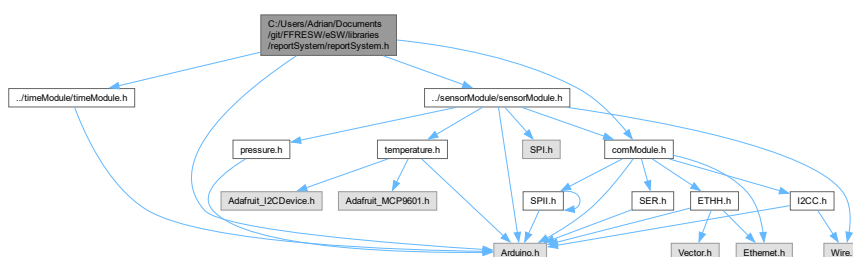 C:/Users/Adrian/Documents
/git/FFRESW/eSW/libraries
/reportSystem/reportSystem.h
../timeModule/timeModule.h
../sensorModule/sensorModule.h
pressure.h
temperature.h
SPI.h
comModule.h
Adafruit_I2CDevice.h
Adafruit_MCP9601.h
SPII.h
SER.h
ETHH.h
I2CC.h
Arduino.h
Vector.h
Ethernet.h
Wire.